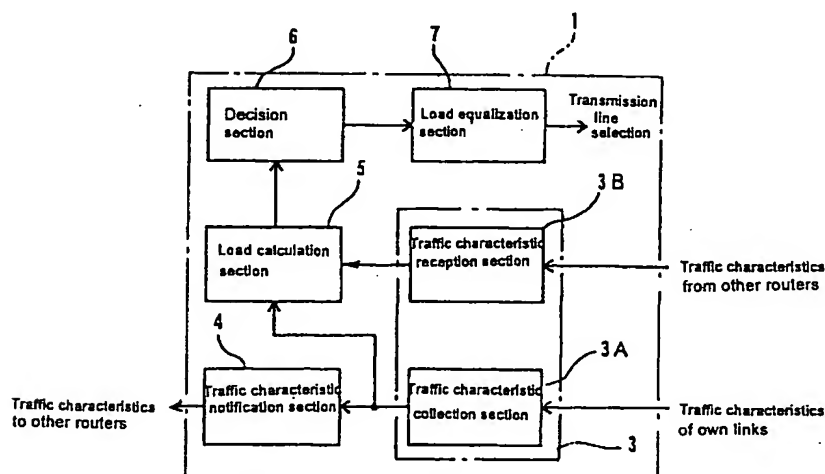 1
6
7
Decision
section
Load equalization
section
Transmission
line
selection
5
3B
Load calculation
section
Traffic characteristic
reception section
Traffic characteristics
from other routers
4
3A
Traffic characteristic
notification section
Traffic characteristic
collection section
Traffic characteristics
to other routers
Traffic characteristics
of own links
3